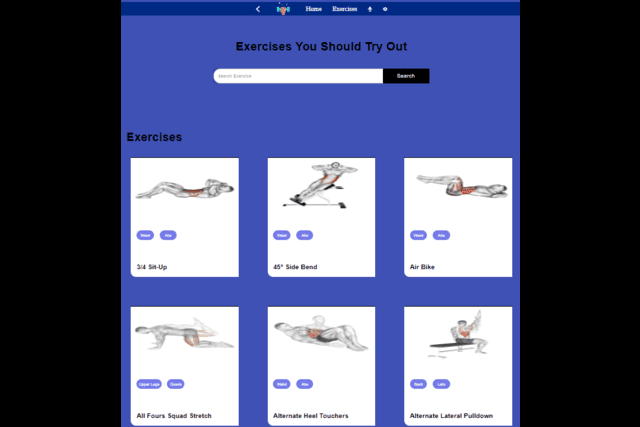 Home Exercises
Exercises You Should Try Out
Search Exercise
Search
Exercises
Waist Abs
3/4 Sit-Up
Waist Abs
45° Side Bend
Waist Abs
Air Bike
Upper Legs Quads
All Fours Squad Stretch
Waist Abs
Alternate Heel Touchers
Back Lats
Alternate Lateral Pulldown